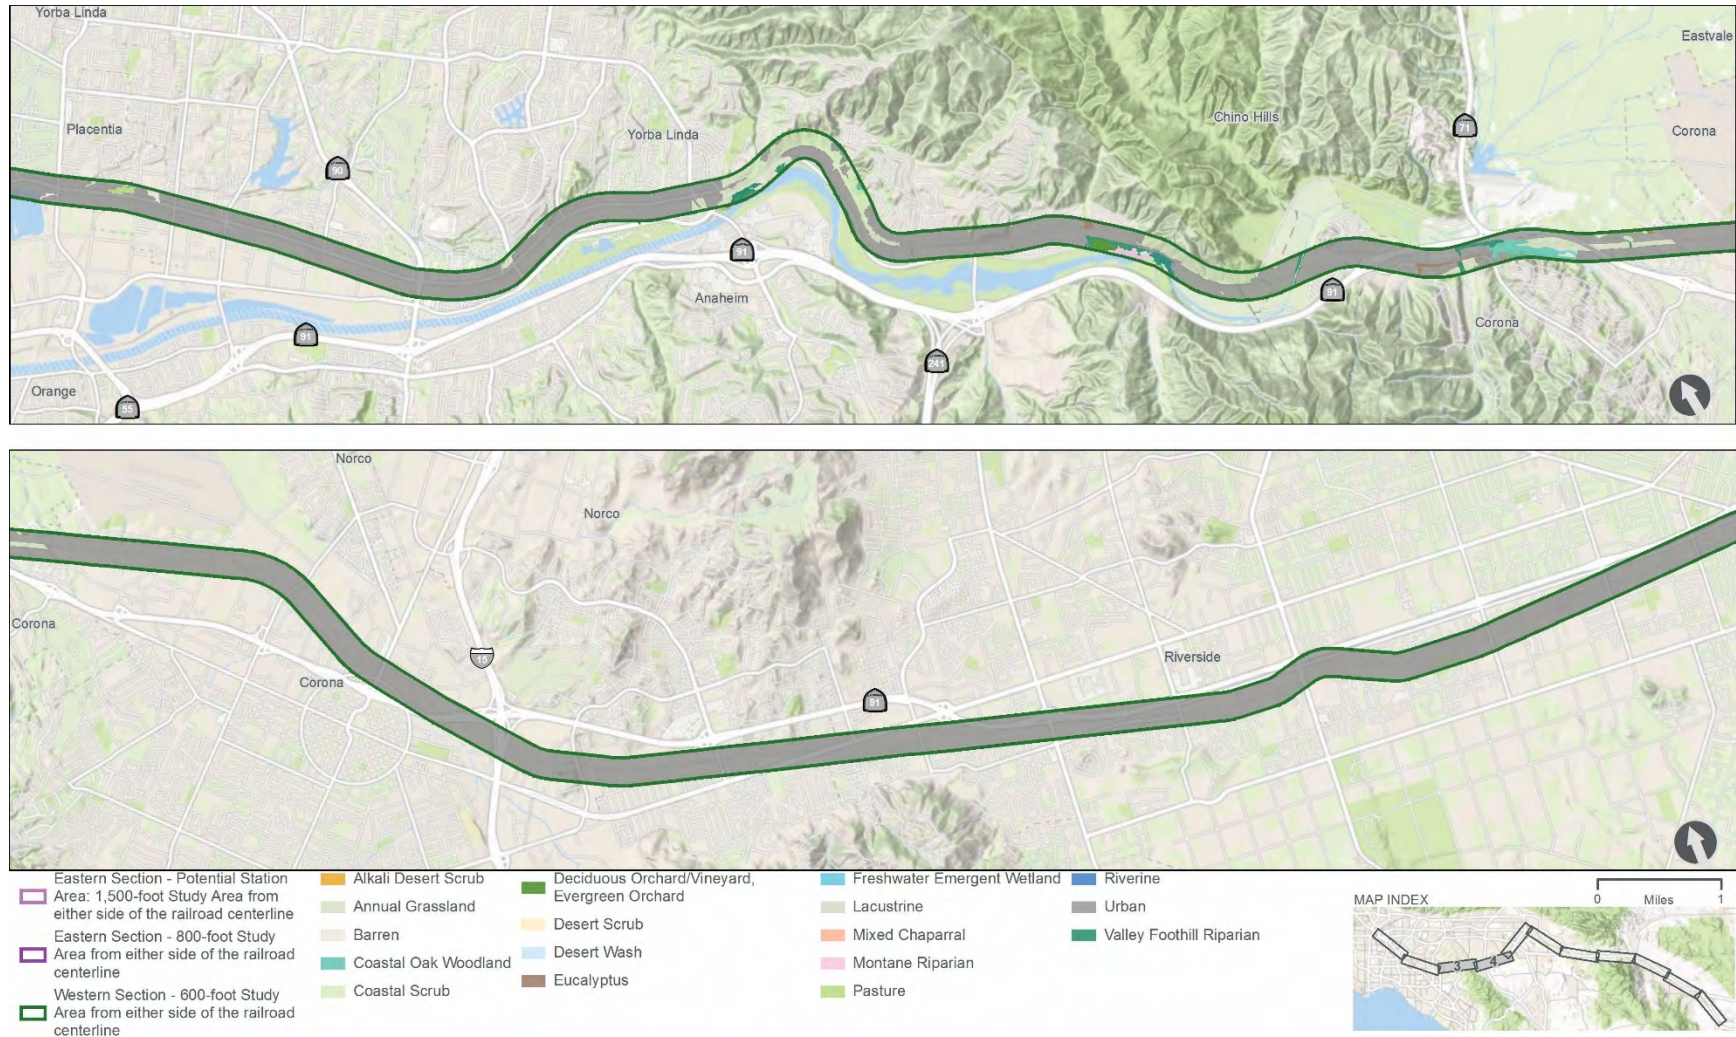 Yorba Linda
Eastvale
Chino Hills
71
Placentia
Yorba Linda
Corona
90
91
Anaheim
91
Corona
91
241
Orange
55
Norco
Norco
Corona
15
Riverside
Corona
91
Eastern Section - Potential Station
Area: 1,500-foot Study Area from
either side of the railroad centerline
Eastern Section - 800-foot Study
Area from either side of the railroad
centerline
Western Section - 600-foot Study
Area from either side of the railroad
centerline
Alkali Desert Scrub
Annual Grassland
Barren
Coastal Oak Woodland
Coastal Scrub
Deciduous Orchard/Vineyard,
Evergreen Orchard
Desert Scrub
Desert Wash
Eucalyptus
Freshwater Emergent Wetland
Lacustrine
Mixed Chaparral
Montane Riparian
Pasture
Riverine
Urban
Valley Foothill Riparian
MAP INDEX
0 Miles 1
3
4